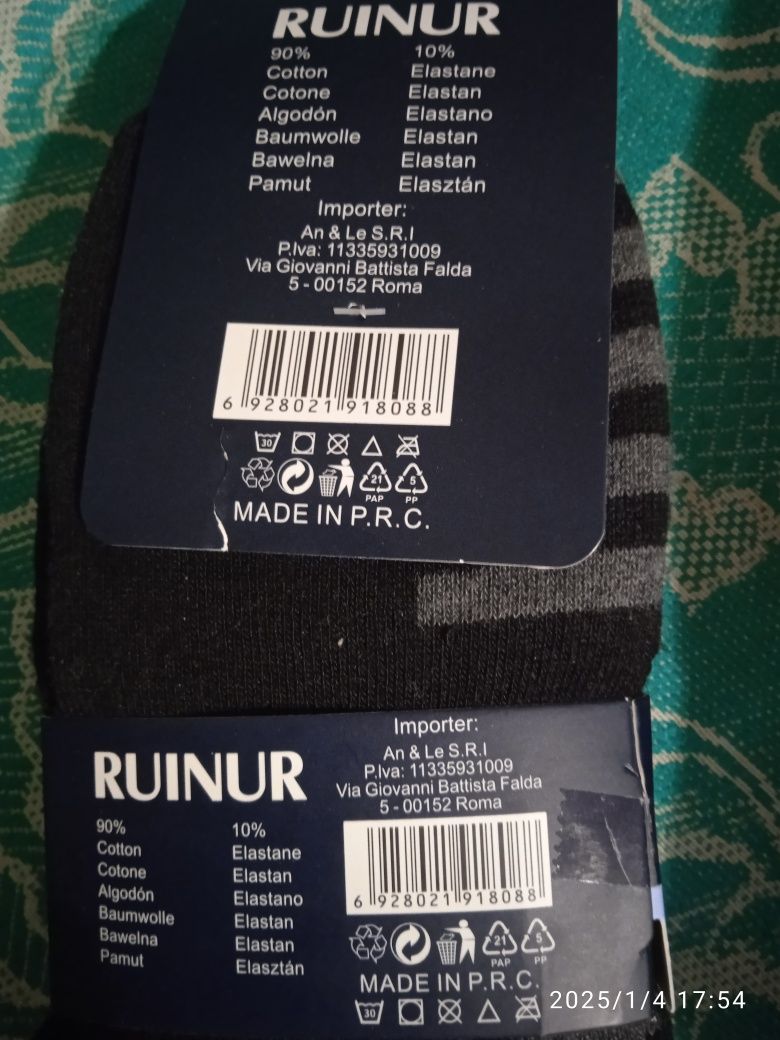 RUINUR
90% 10%
Cotton Elastane
Cotone Elastan
Algodón Elastano
Baumwolle Elastan
Bawelna Elastan
Pamut Elasztán
Importer:
An & Le S.R.I
P.Iva: 11335931009
Via Giovanni Battista Falda
5 - 00152 Roma
6 928021 918088
30
21 5
PAP PP
MADE IN P.R.C.
RUINUR
90% 10%
Cotton Elastane
Cotone Elastan
Algodón Elastano
Baumwolle Elastan
Bawelna Elastan
Pamut Elasztán
Importer:
An & Le S.R.I
P.Iva: 11335931009
Via Giovanni Battista Falda
5 - 00152 Roma
6 928021 918088
21 5
PAP PP
MADE IN P.R.C.
30
2025/1/4 17:54